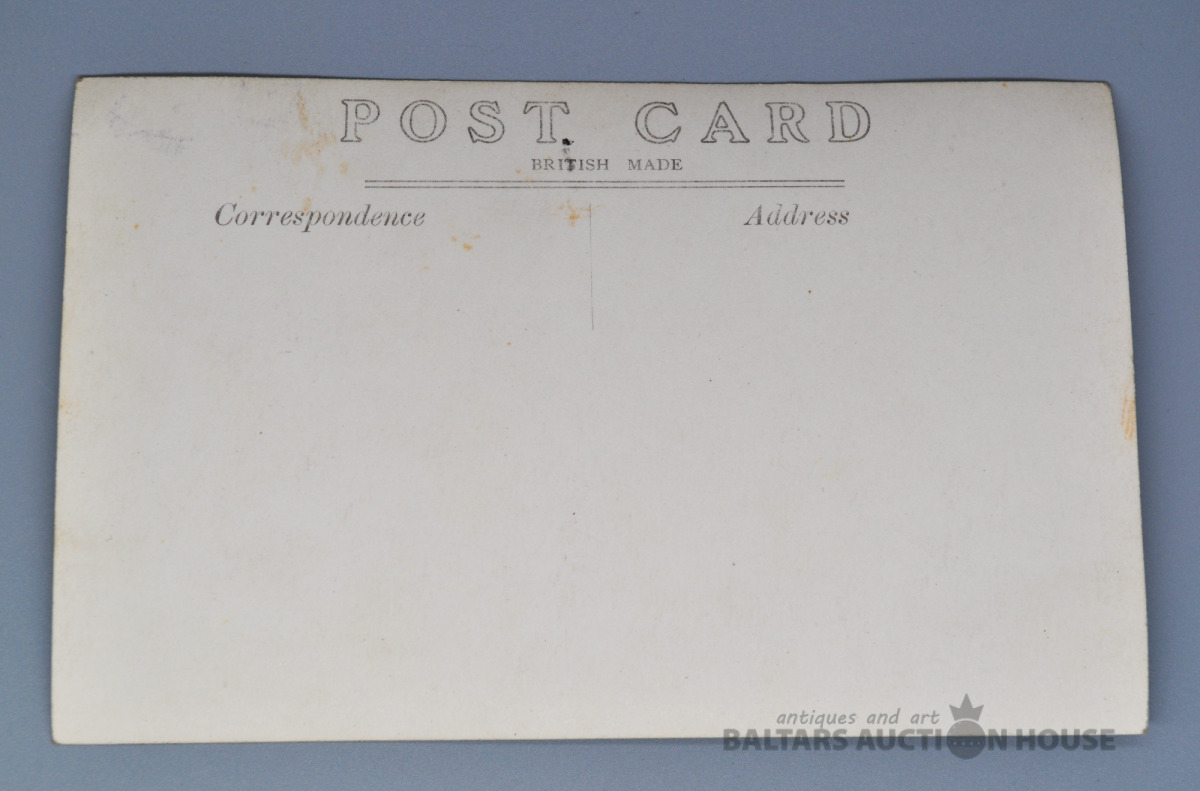 POST CARD
BRITISH MADE
Correspondence
Address
antiques and art
BALTARS AUCTION HOUSE